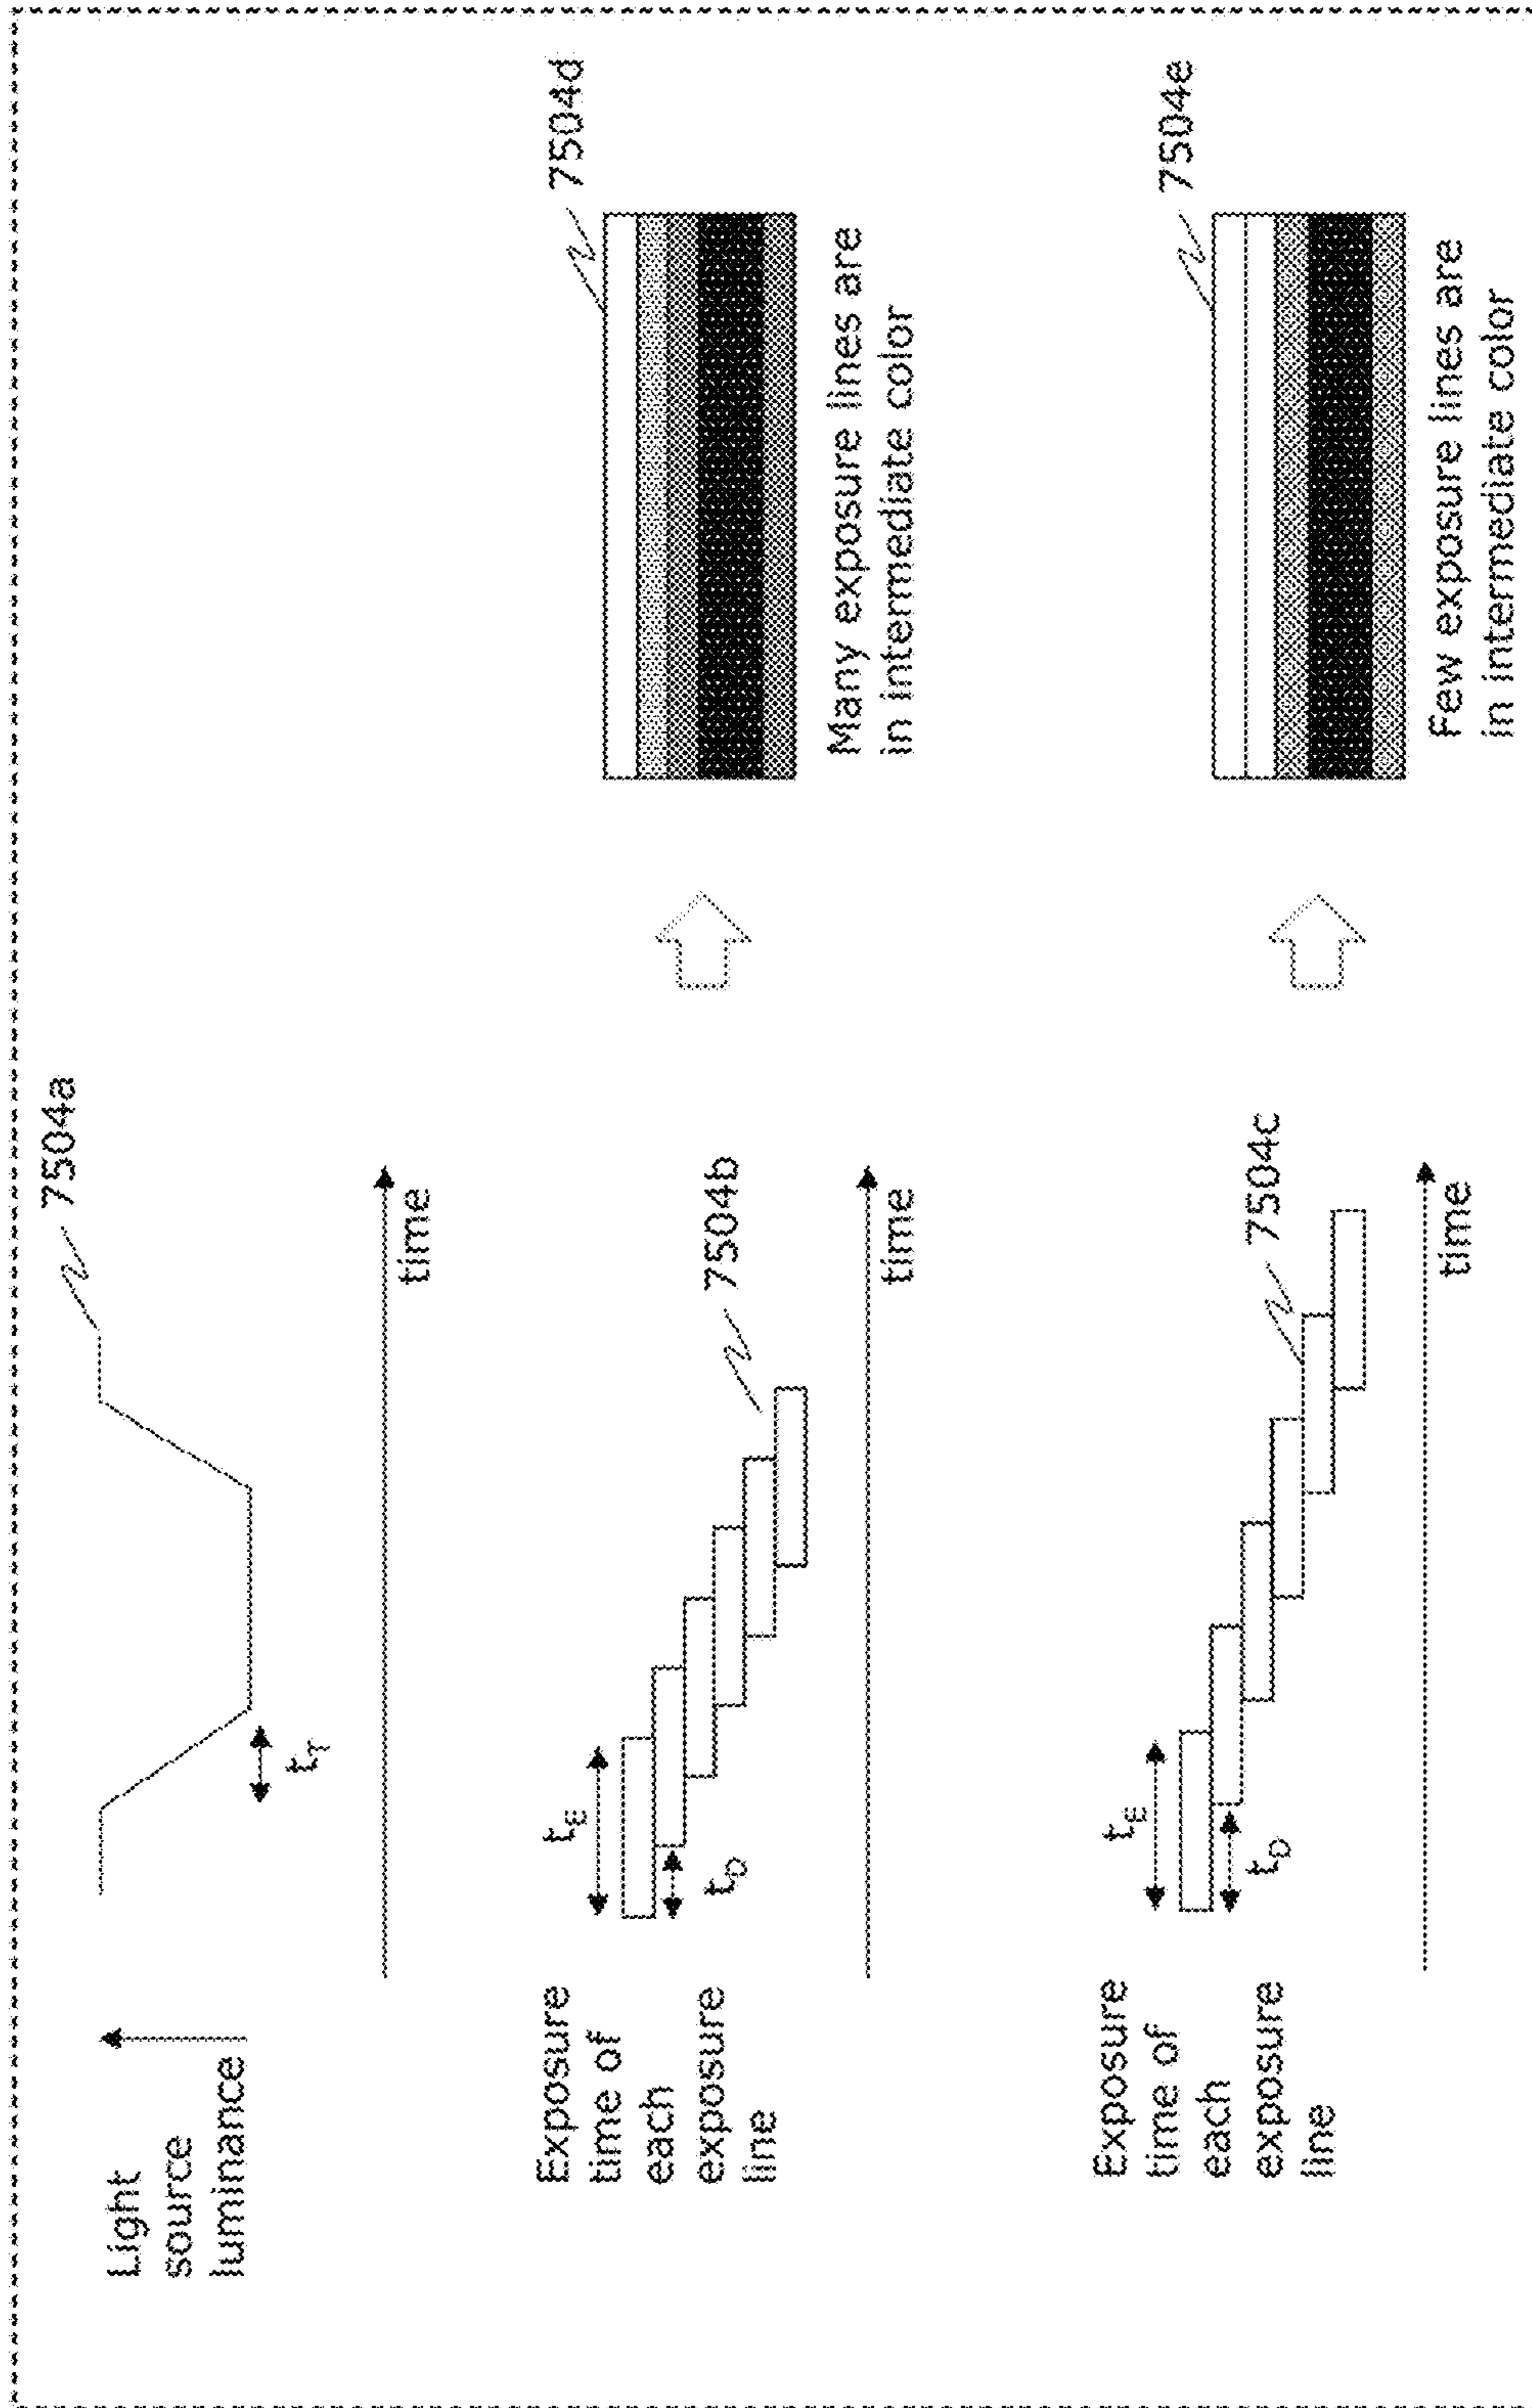 Light
source
luminance
7504a
t_T
time
Exposure
time of
each
exposure
line
t_E
t_D
7504b
time
7504d
Many exposure lines are
in intermediate color
Exposure
time of
each
exposure
line
t_E
t_D
7504c
time
7504e
Few exposure lines are
in intermediate color